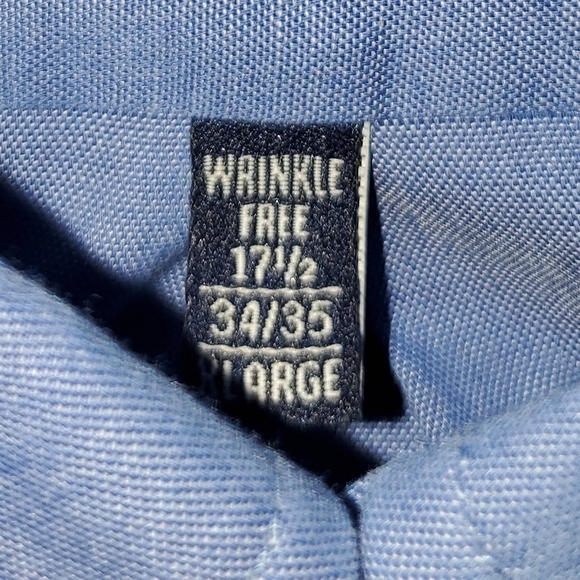 WRINKLE
FREE
17½
34/35
XLARGE